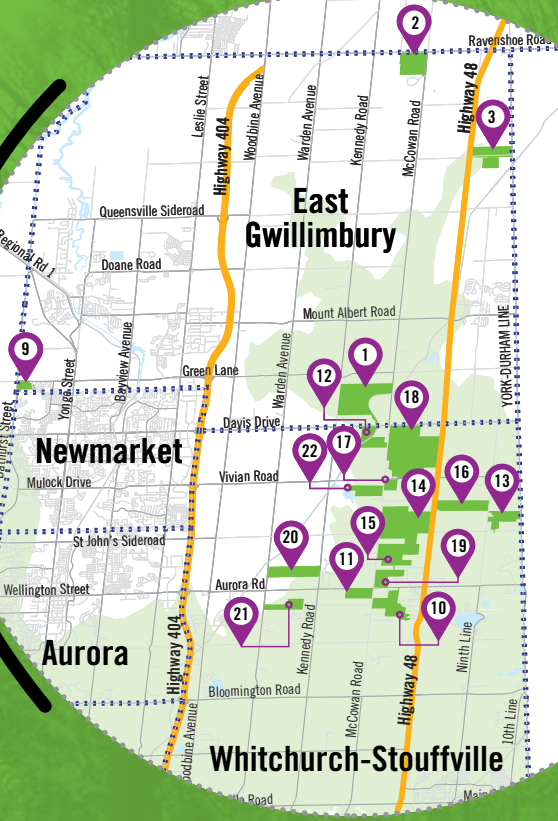 2
Ravenshoe Road
Highway 48
3
Leslie Street
Highway 404
Woodbine Avenue
Warden Avenue
Kennedy Road
McCowan Road
East
Gwillimbury
Queensville Sideroad
Regional Rd 1
Doane Road
Mount Albert Road
YORK-DURHAM LINE
9
Yonge Street
Bayview Avenue
Green Lane
Warden Avenue
1
12
18
Bathurst Street
Davis Drive
Newmarket
22
17
Vivian Road
Mulock Drive
14
16
13
St John's Sideroad
15
20
11
19
Wellington Street
Aurora Rd
21
10
Kennedy Road
Aurora
Highway 404
Ninth Line
McCowan Road
Highway 48
Bloomington Road
10th Line
Woodbine Avenue
Whitchurch-Stouffville
Road